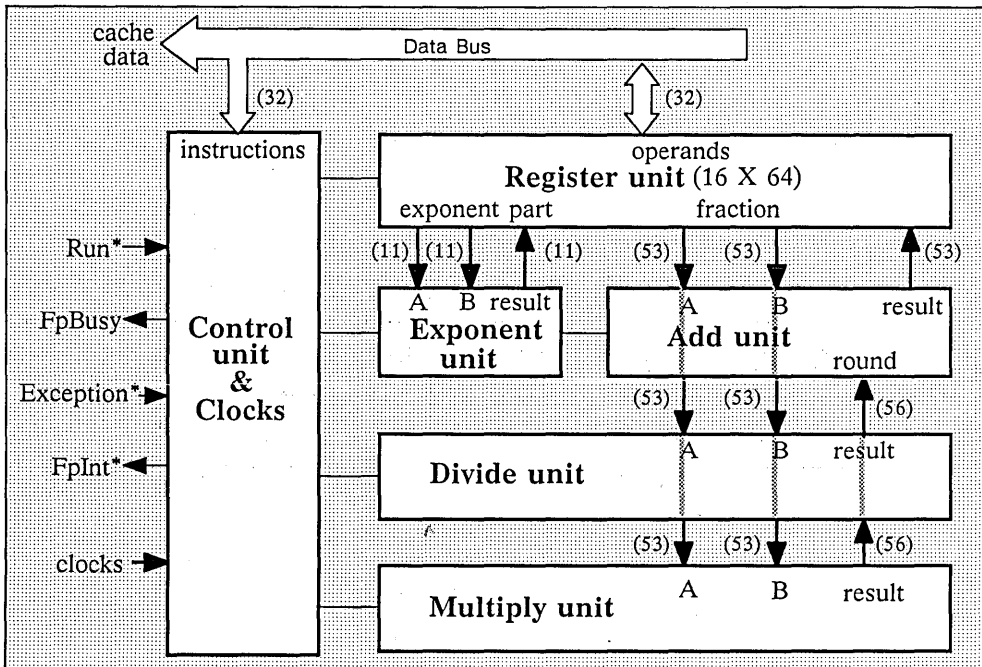 cache
data
Data Bus
(32)
(32)
instructions
operands
Register unit (16 X 64)
exponent part
fraction
Run*
(11)
(11)
(11)
(53)
(53)
(53)
A
B
result
A
B
result
FpBusy
Control
unit
&
Clocks
Exponent
unit
Add unit
round
Exception*
(53)
(53)
(56)
A
B
result
FpInt*
Divide unit
(53)
(53)
(56)
clocks
A
B
result
Multiply unit